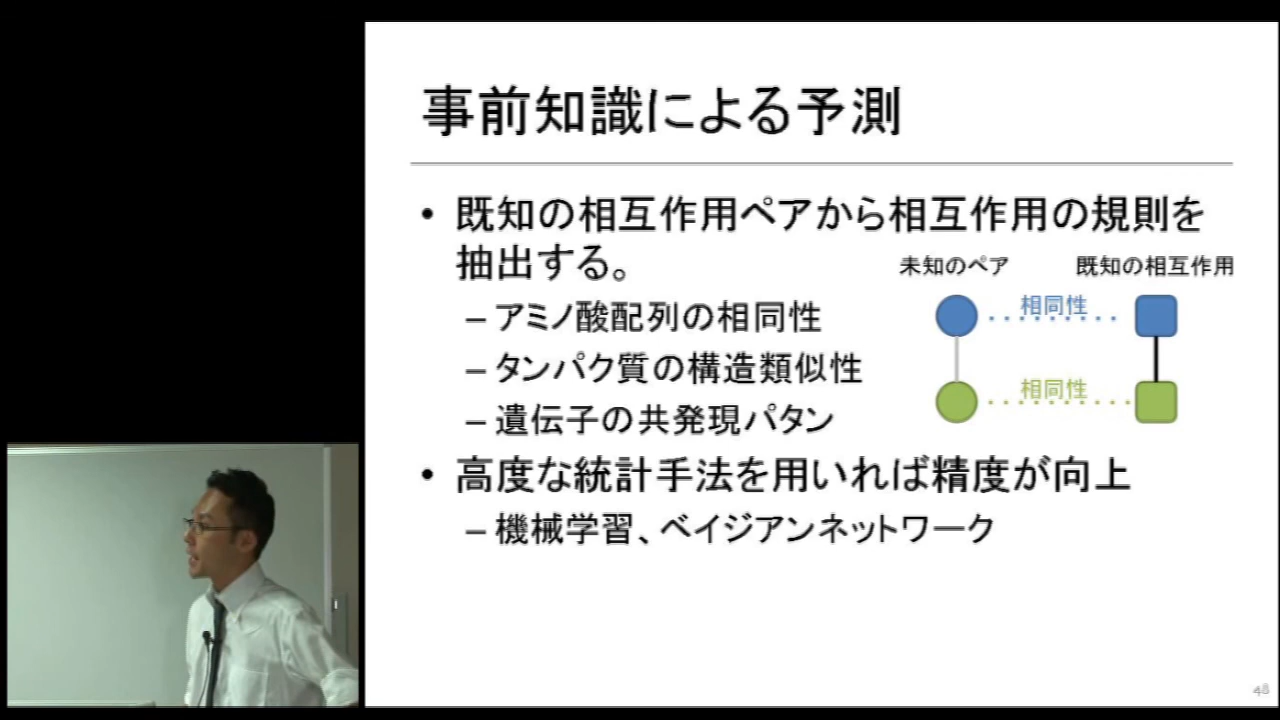 事前知識による予測
• 既知の相互作用ペアから相互作用の規則を
抽出する。
– アミノ酸配列の相同性
– タンパク質の構造類似性
– 遺伝子の共発現パタン
未知のペア 既知の相互作用
相同性
相同性
• 高度な統計手法を用いれば精度が向上
– 機械学習、ベイジアンネットワーク
48